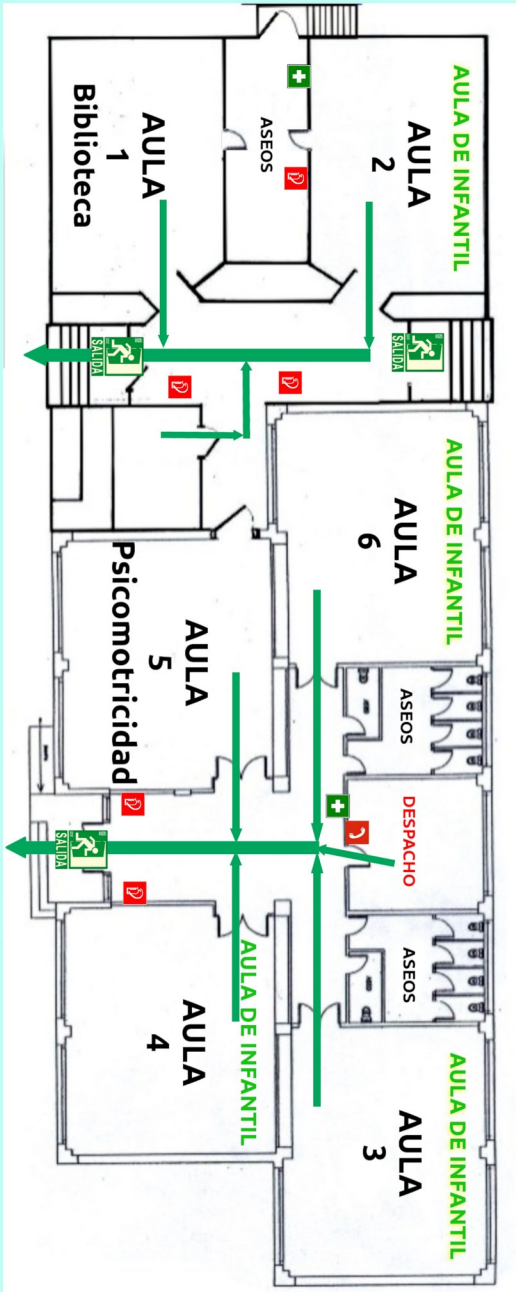 AULA DE INFANTIL
AULA
2
ASEOS
AULA
1
Biblioteca
SALIDA
SALIDA
AULA DE INFANTIL
AULA
6
AULA
5
Psicomotricidad
ASEOS
DESPACHO
ASEOS
SALIDA
AULA DE INFANTIL
AULA
4
AULA DE INFANTIL
AULA
3